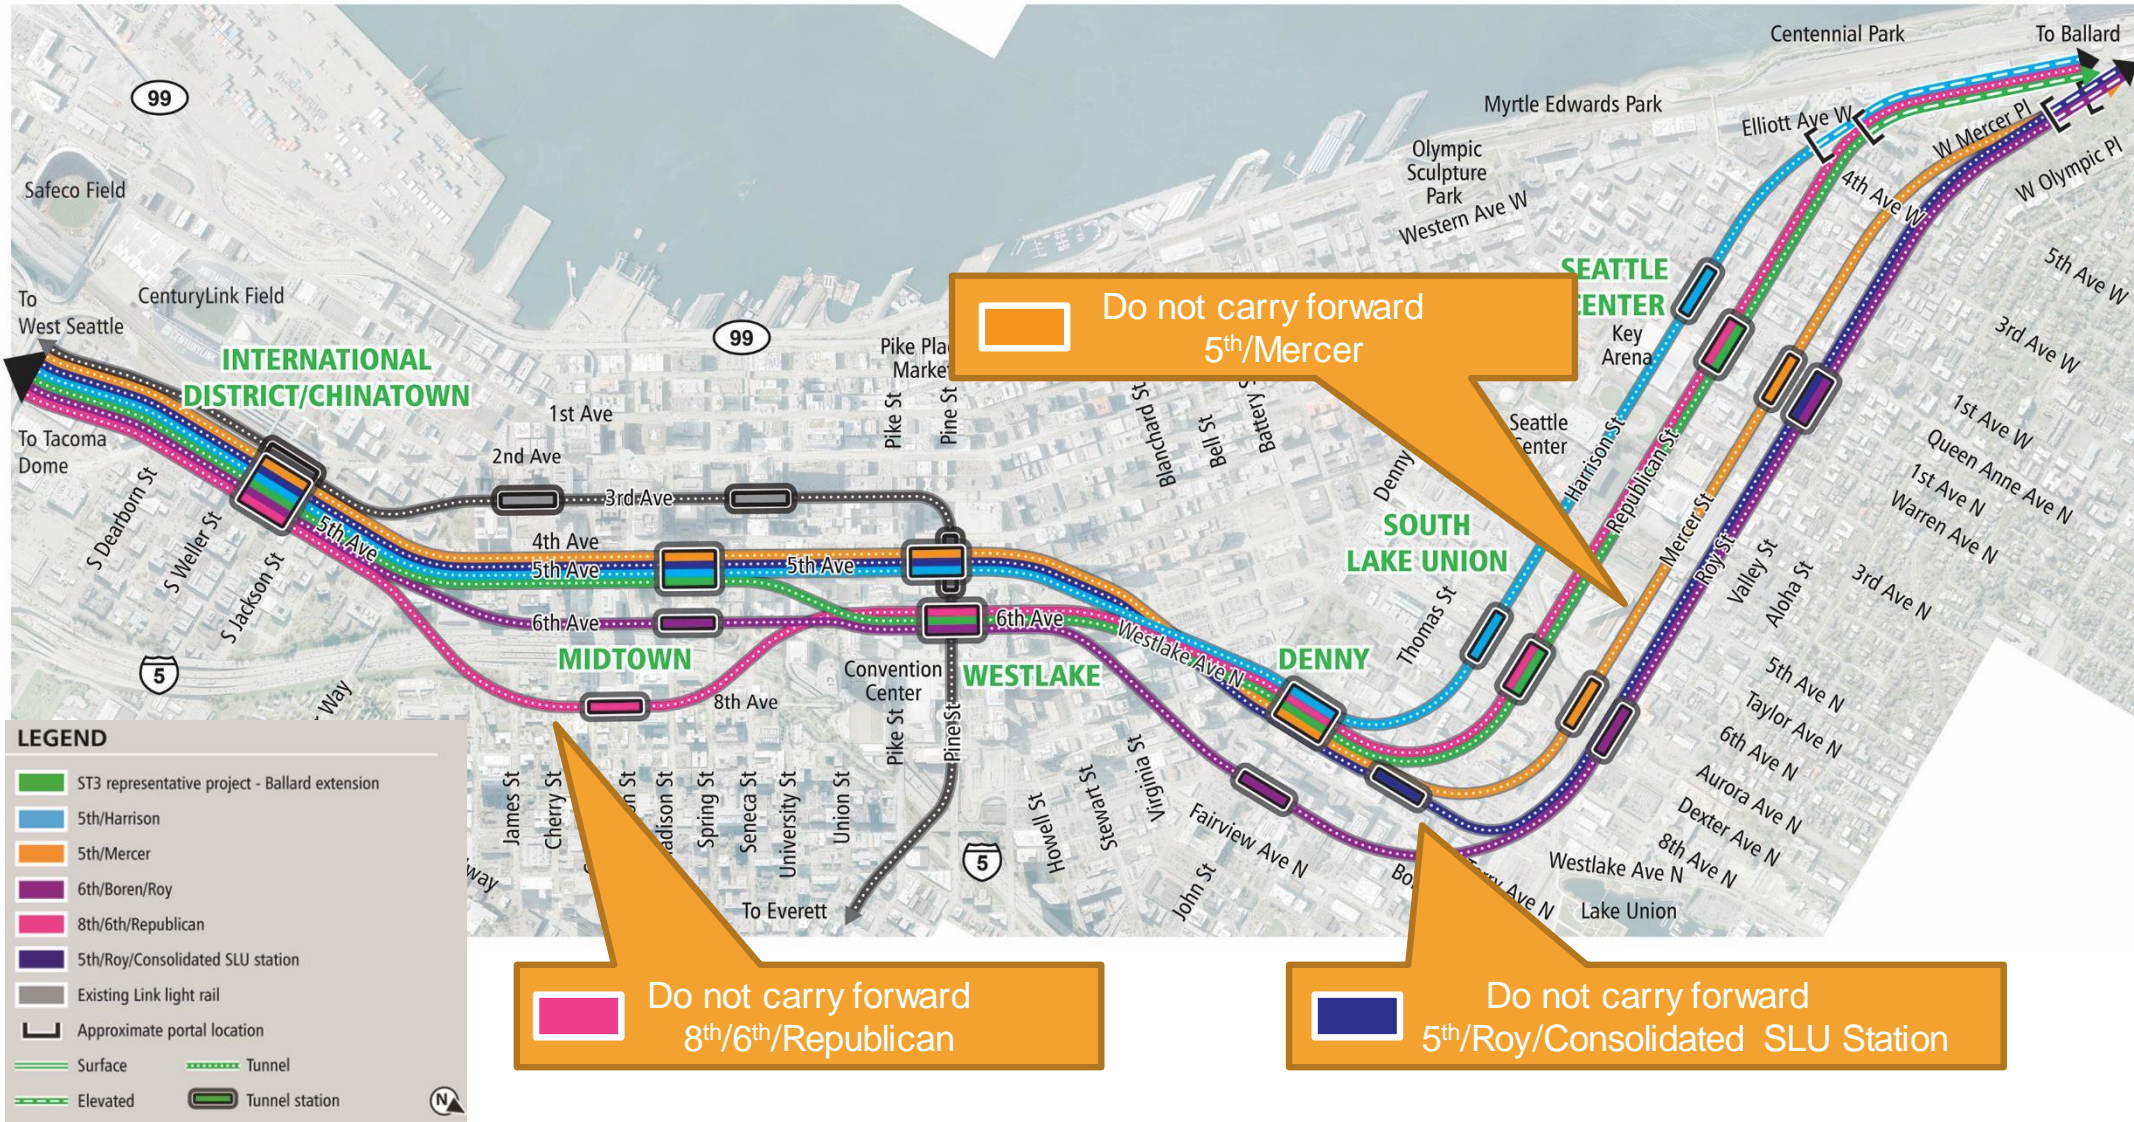 Centennial Park
To Ballard
99
Myrtle Edwards Park
Elliott Ave W
W Mercer Pl
W Olympic Pl
Olympic
Sculpture
Park
Western Ave W
4th Ave W
Safeco Field
5th Ave W
SEATTLE
CENTER
Key
Arena
3rd Ave W
To
West Seattle
CenturyLink Field
99
Do not carry forward
5th/Mercer
INTERNATIONAL
DISTRICT/CHINATOWN
Pike Pla
Market
1st Ave
Pike St
Pine St
Blanchard St
Bell St
Battery S
Denny
Seattle
Center
Harrison St
Republican St
Mercer St
Roy St
Valley St
Aloha St
1st Ave W
Queen Anne Ave N
1st Ave N
Warren Ave N
3rd Ave N
To Tacoma
Dome
S Dearborn St
S Weller St
S Jackson St
2nd Ave
3rd Ave
4th Ave
5th Ave
5th Ave
5th Ave
6th Ave
6th Ave
SOUTH
LAKE UNION
Thomas St
MIDTOWN
8th Ave
Convention
Center
WESTLAKE
Westlake Ave N
DENNY
5th Ave N
Taylor Ave N
6th Ave N
Aurora Ave N
Dexter Ave N
8th Ave N
Westlake Ave N
5
Way
way
James St
Cherry St
on St
adison St
Spring St
Seneca St
University St
Union St
Pike St
Pine St
5
Howell St
Stewart St
Virginia St
Fairview Ave N
John St
Bo
Terry Ave N
Lake Union
To Everett
LEGEND
ST3 representative project - Ballard extension
5th/Harrison
5th/Mercer
6th/Boren/Roy
8th/6th/Republican
5th/Roy/Consolidated SLU station
Existing Link light rail
Approximate portal location
Surface
Tunnel
Elevated
Tunnel station
N
Do not carry forward
8th/6th/Republican
Do not carry forward
5th/Roy/Consolidated SLU Station